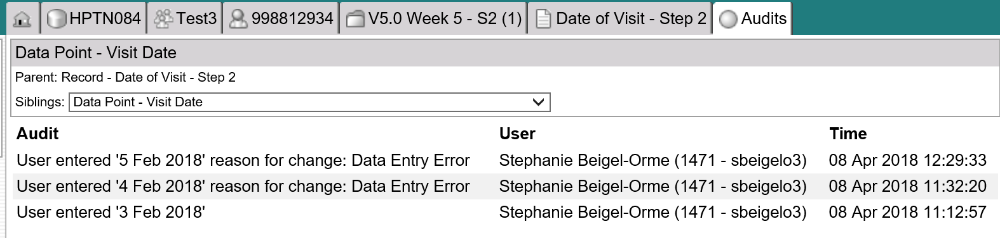 HPTN084 Test3 998812934 V5.0 Week 5 - S2 (1) Date of Visit - Step 2 Audits
Data Point - Visit Date
Parent: Record - Date of Visit - Step 2
Siblings: Data Point - Visit Date
Audit User Time
User entered '5 Feb 2018' reason for change: Data Entry Error Stephanie Beigel-Orme (1471 - sbeigelo3) 08 Apr 2018 12:29:33
User entered '4 Feb 2018' reason for change: Data Entry Error Stephanie Beigel-Orme (1471 - sbeigelo3) 08 Apr 2018 11:32:20
User entered '3 Feb 2018' Stephanie Beigel-Orme (1471 - sbeigelo3) 08 Apr 2018 11:12:57